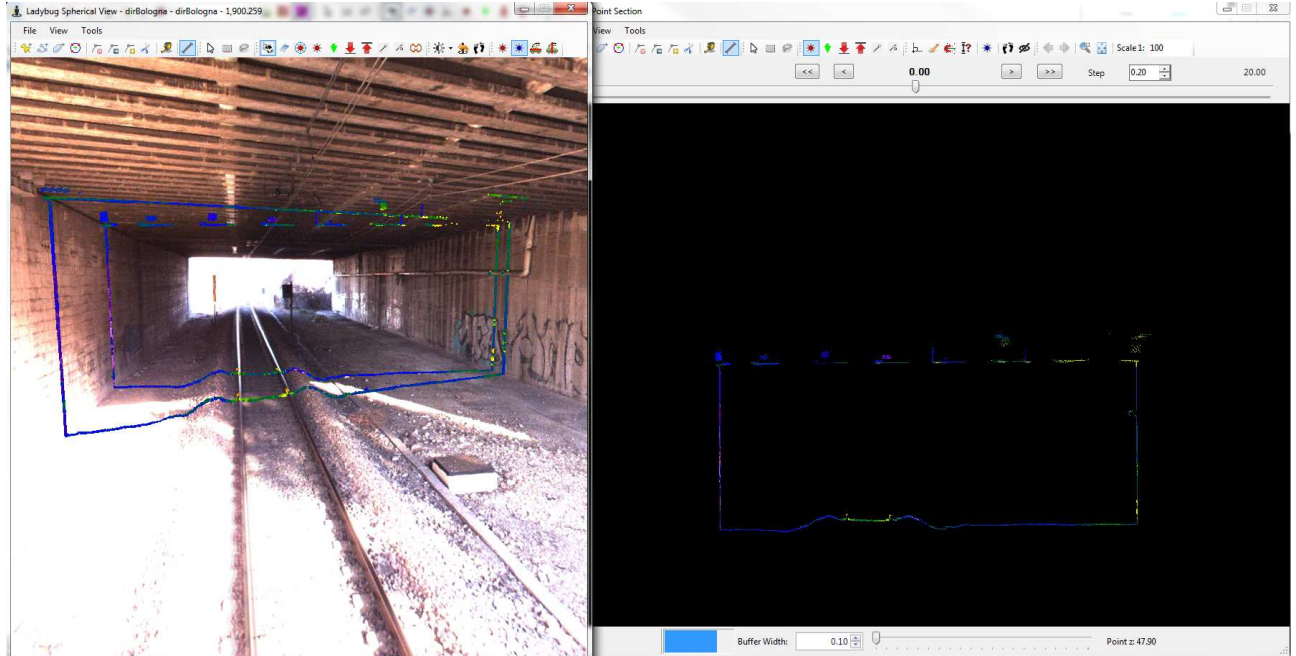 Ladybug Spherical View - dirBologna - dirBologna - 1,900.259
File View Tools
Point Section
View Tools
Scale 1: 100
<< < 0.00 > >> Step 0.20 20.00
Buffer Width: 0.10 Point z: 47.90